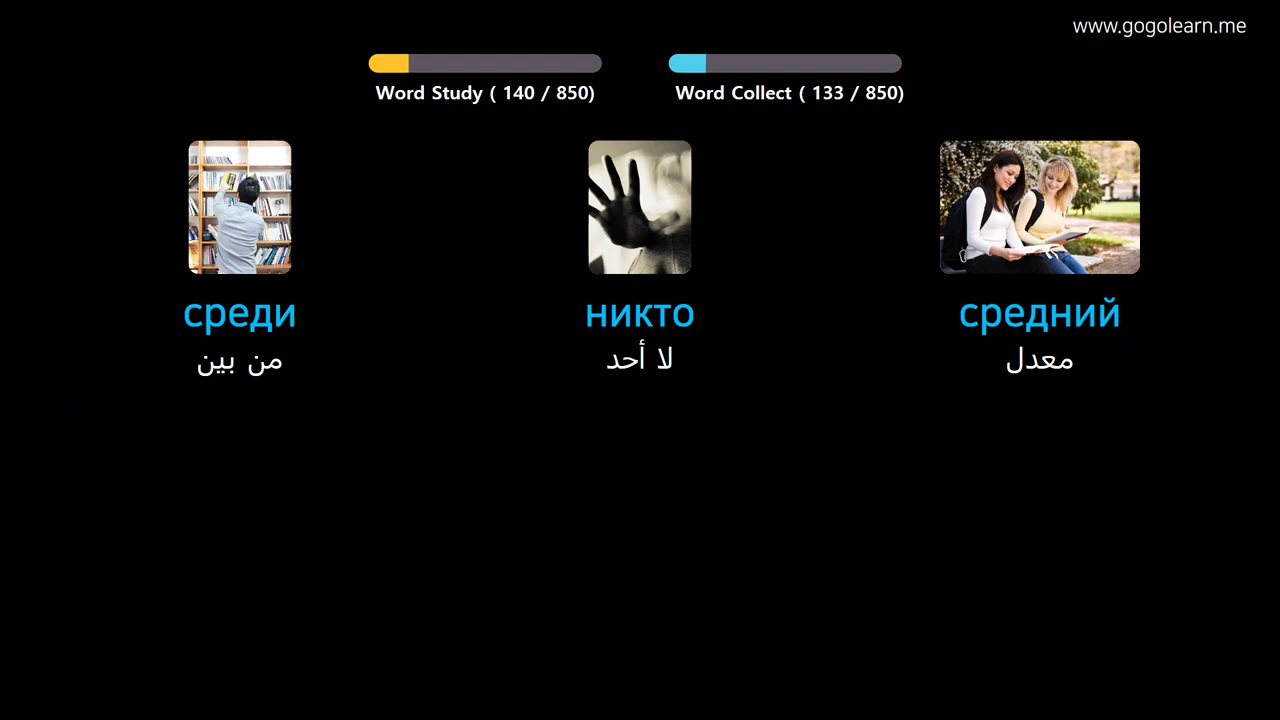 www.gogolearn.me
Word Study ( 140 / 850)
Word Collect ( 133 / 850)
среди
никто
средний
من بين
لا أحد
معدل